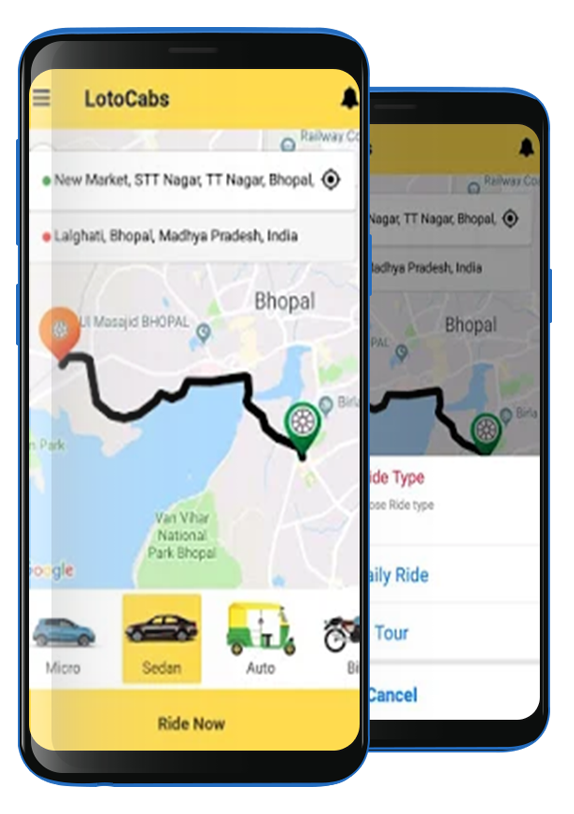 LotoCabs
Railway Co
New Market, STT Nagar, TT Nagar, Bhopal,
Lalghati, Bhopal, Madhya Pradesh, India
Bhopal
Ul Masajid BHOPAL
Birla
n Park
Van Vihar
National
Park Bhopal
oogle
Micro
Sedan
Auto
Bi
Ride Now
s
Railway Co
Nagar, TT Nagar, Bhopal,
ladhya Pradesh, India
Bhopal
PAL
Birla
ide Type
ose Ride type
aily Ride
Tour
Cancel